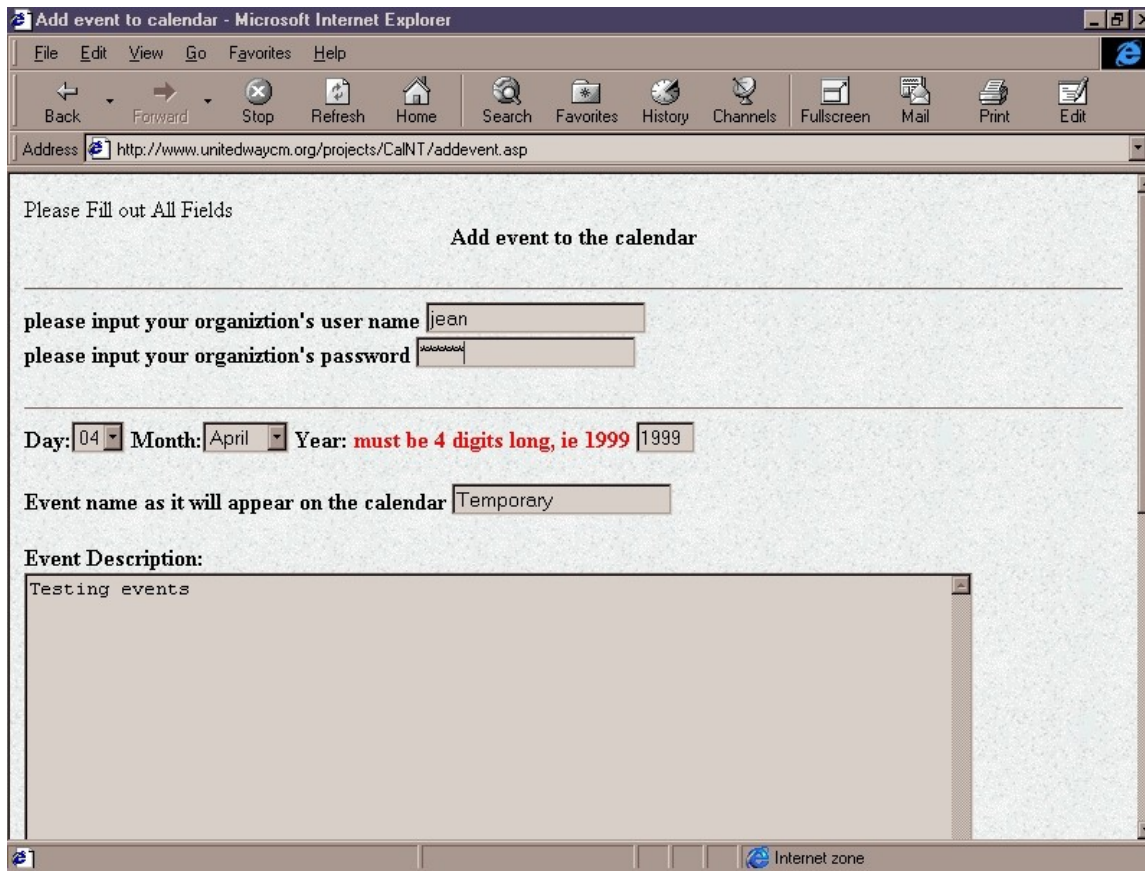 Add event to calendar - Microsoft Internet Explorer
File Edit View Go Favorites Help
Back Forward Stop Refresh Home Search Favorites History Channels Fullscreen Mail Print Edit
Address http://www.unitedwaycm.org/projects/CalNT/addevent.asp
Please Fill out All Fields
Add event to the calendar
please input your organiztion's user name jean
please input your organiztion's password *******
Day: 04 Month: April Year: must be 4 digits long, ie 1999 1999
Event name as it will appear on the calendar Temporary
Event Description:
Testing events
Internet zone